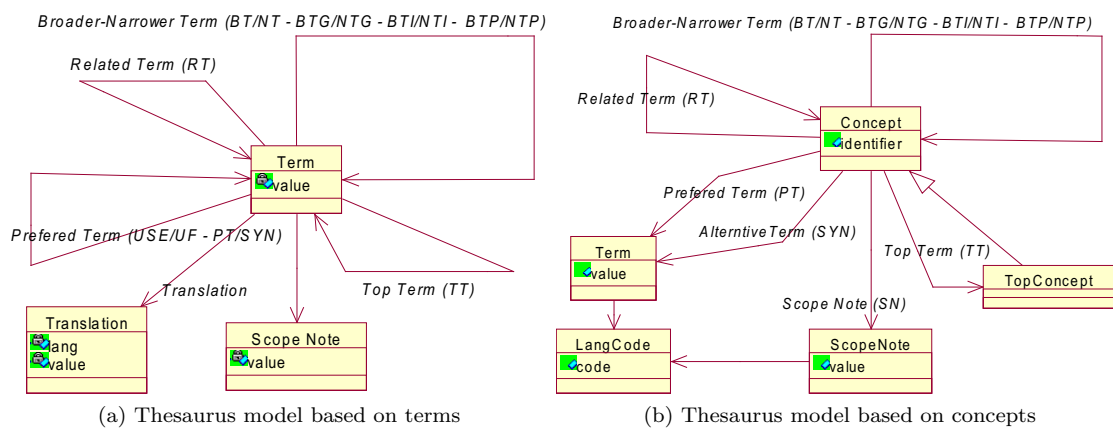 Broader-Narrower Term (BT/NT - BTG/NTG - BTI/NTI - BTP/NTP)
Related Term (RT)
Term
value
Prefered Term (USE/UF - PT/SYN)
Translation
Top Term (TT)
Translation
lang
value
Scope Note
value
(a) Thesaurus model based on terms
Broader-Narrower Term (BT/NT - BTG/NTG - BTI/NTI - BTP/NTP)
Related Term (RT)
Concept
identifier
Prefered Term (PT)
AlterntiveTerm (SYN)
Term
value
Top Term (TT)
TopConcept
Scope Note (SN)
LangCode
code
ScopeNote
value
(b) Thesaurus model based on concepts